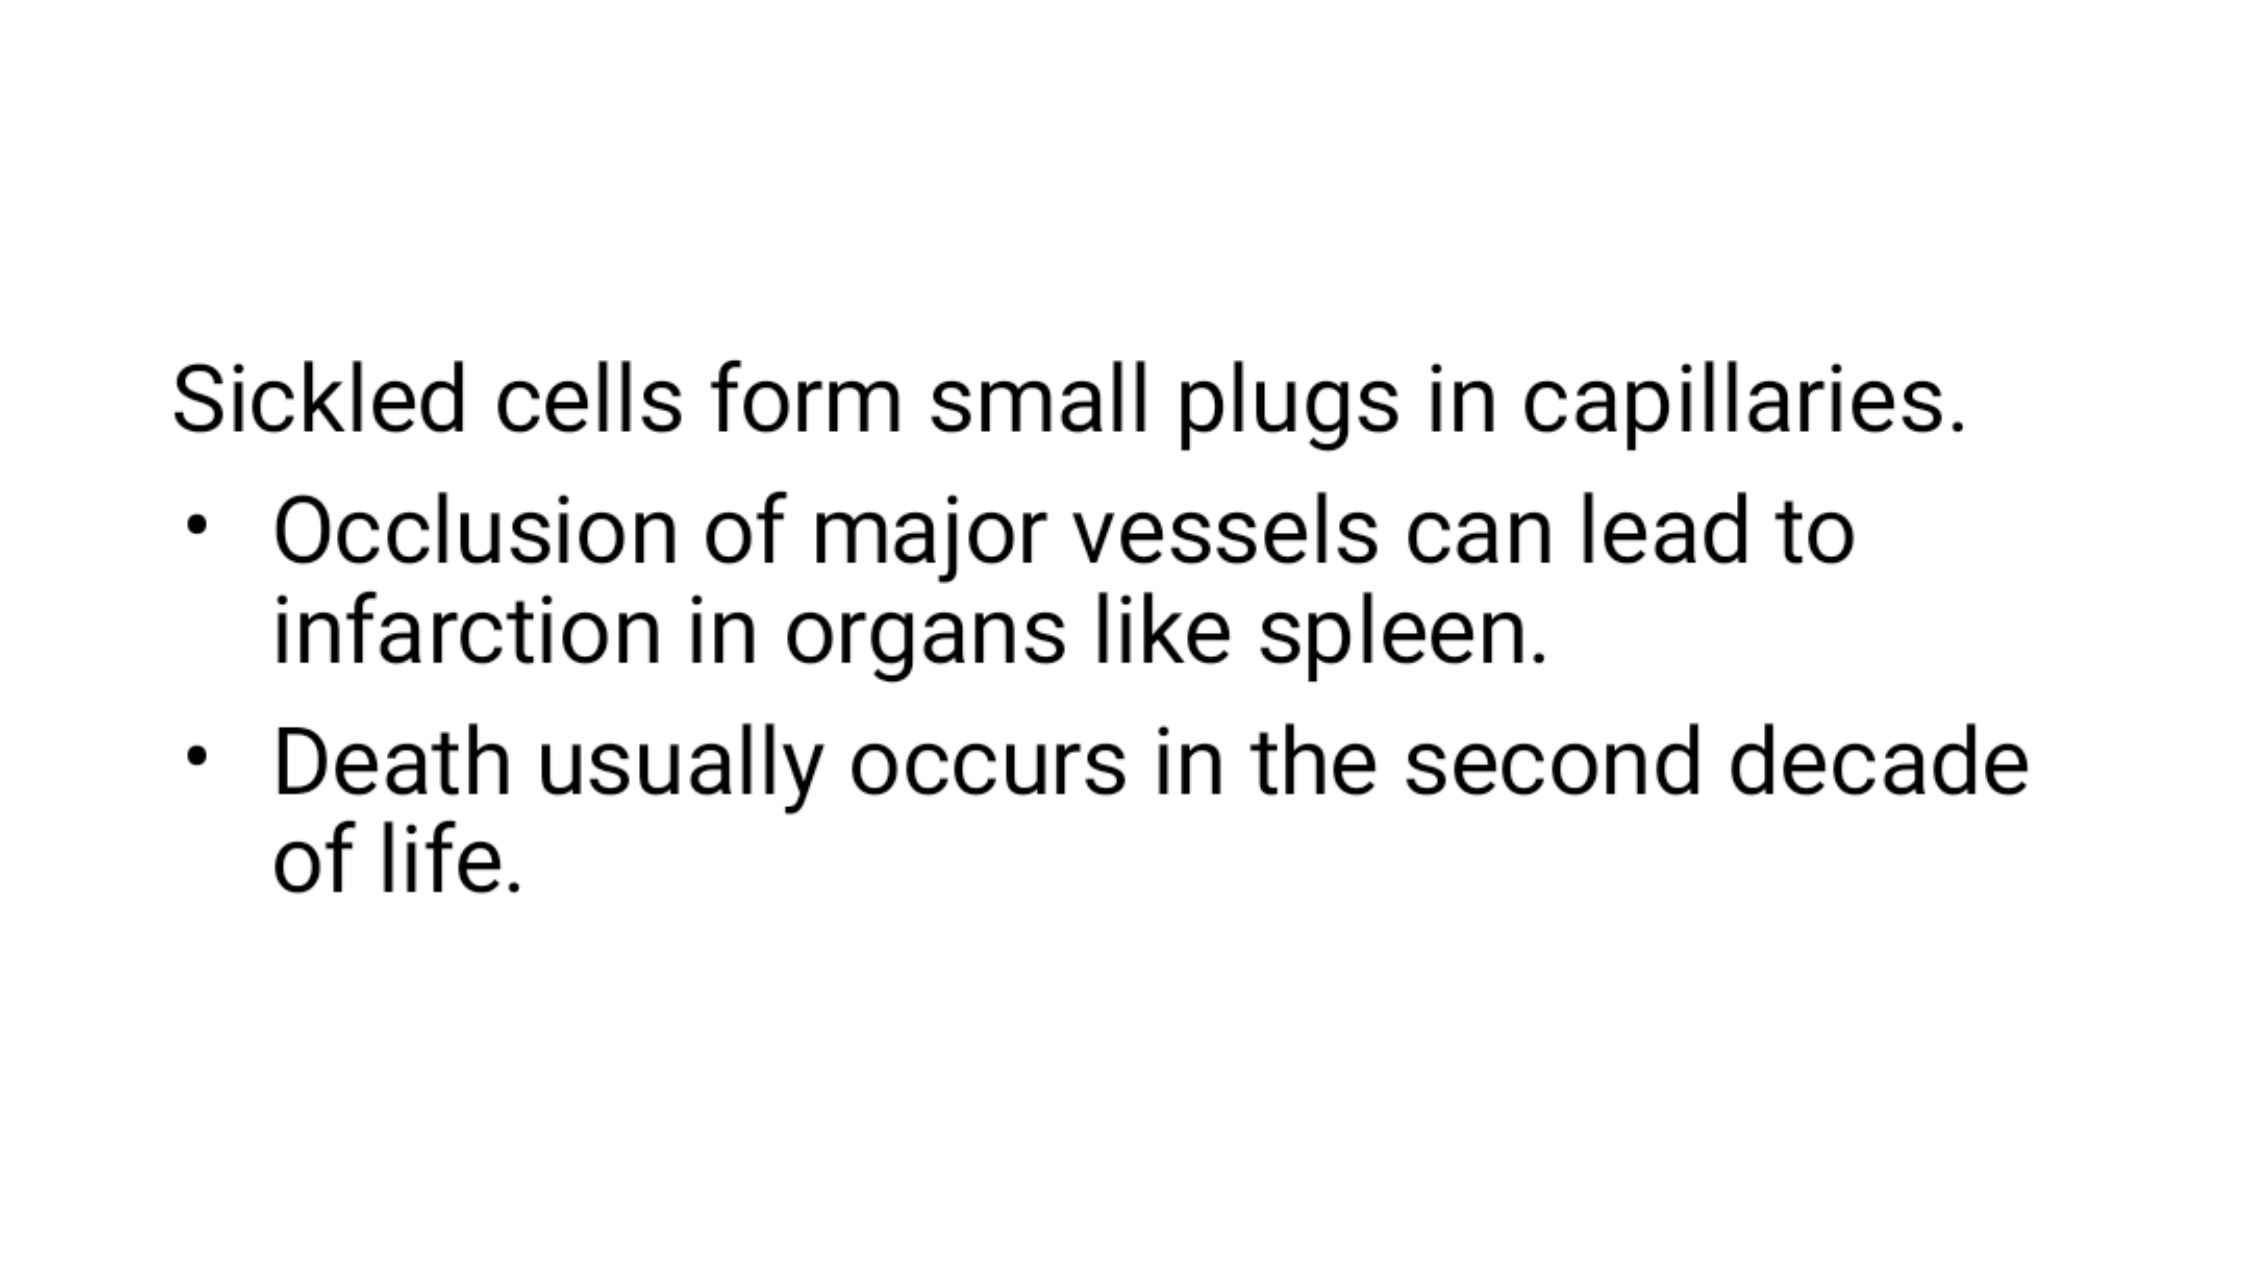 Sickled cells form small plugs in capillaries.
• Occlusion of major vessels can lead to
infarction in organs like spleen.
• Death usually occurs in the second decade
of life.